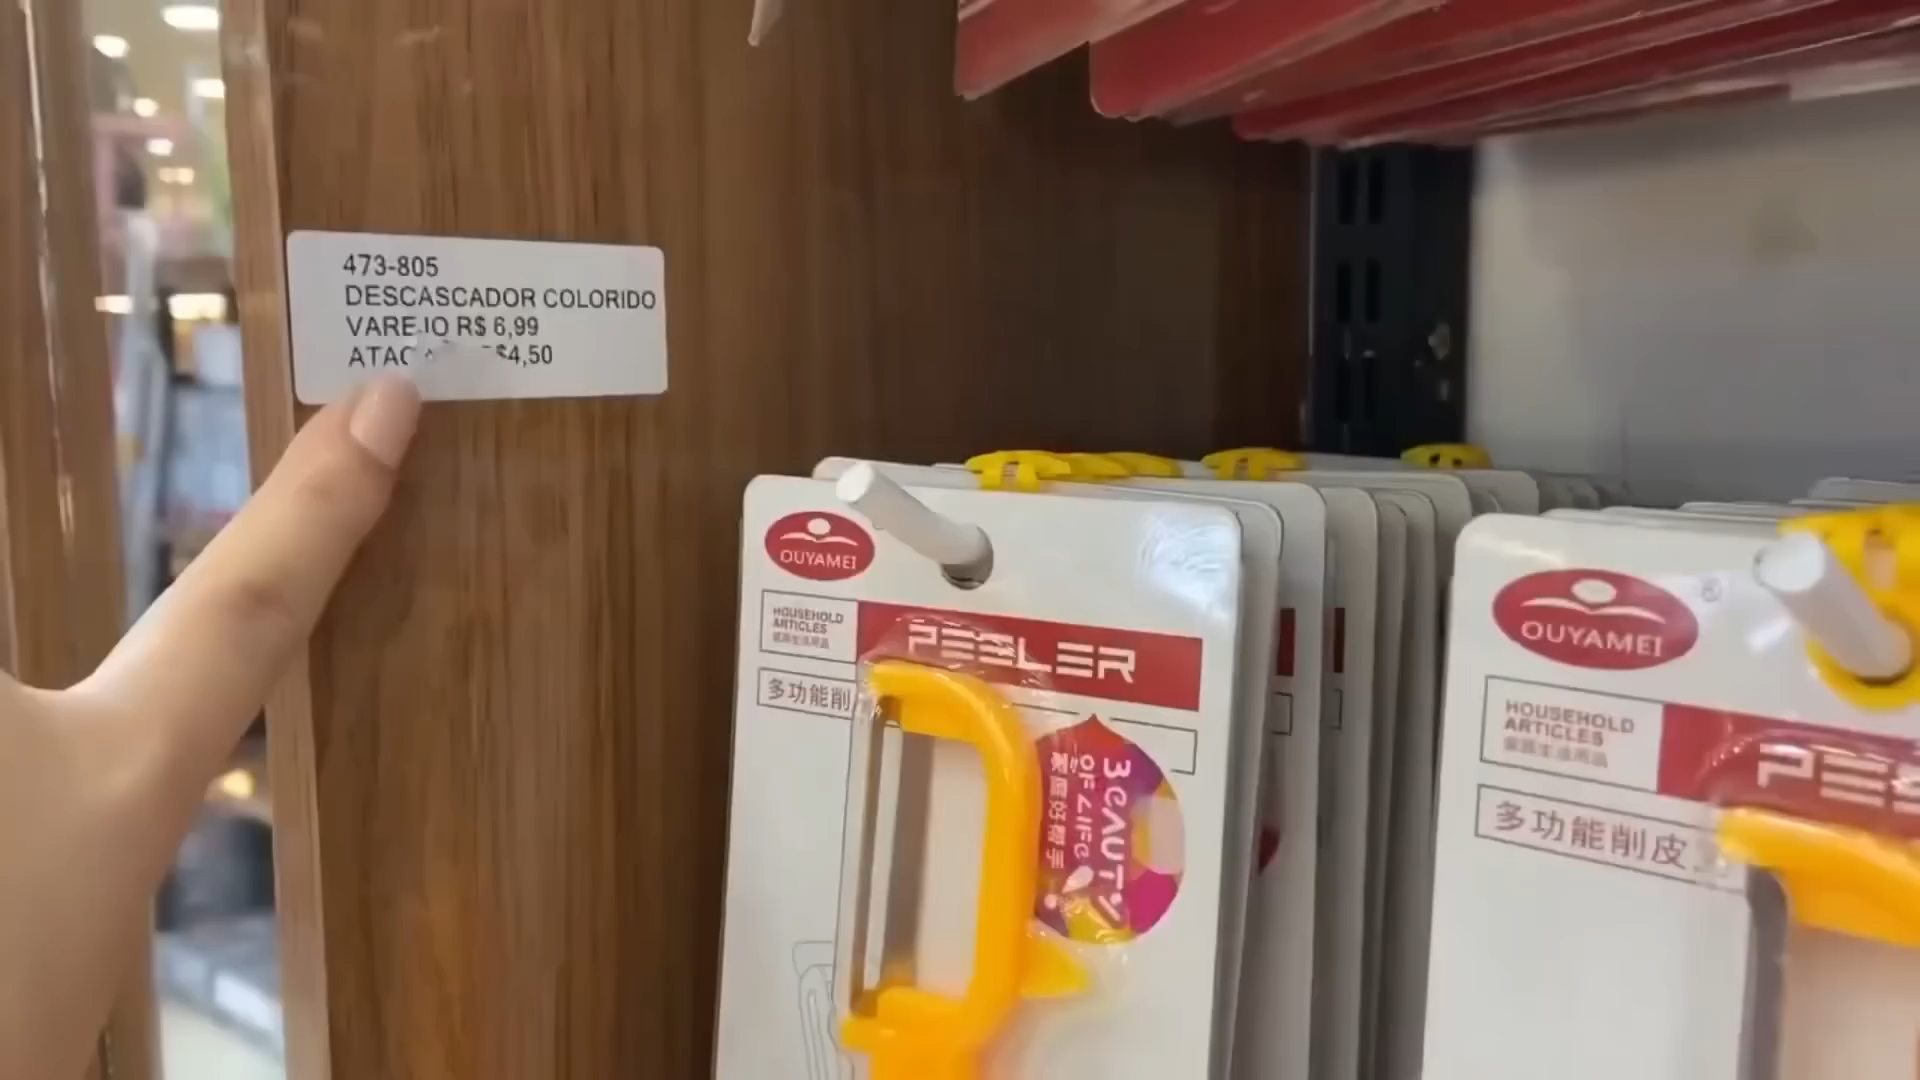 473-805
DESCASCADOR COLORIDO
VAREJO R$ 6,99
$4,50
OUYAMEI
HOUSEHOLD
ARTICLES
PEELER
多功能削
BEAUTY
OF LIFE
OUYAMEI
HOUSEHOLD
ARTICLES
多功能削皮